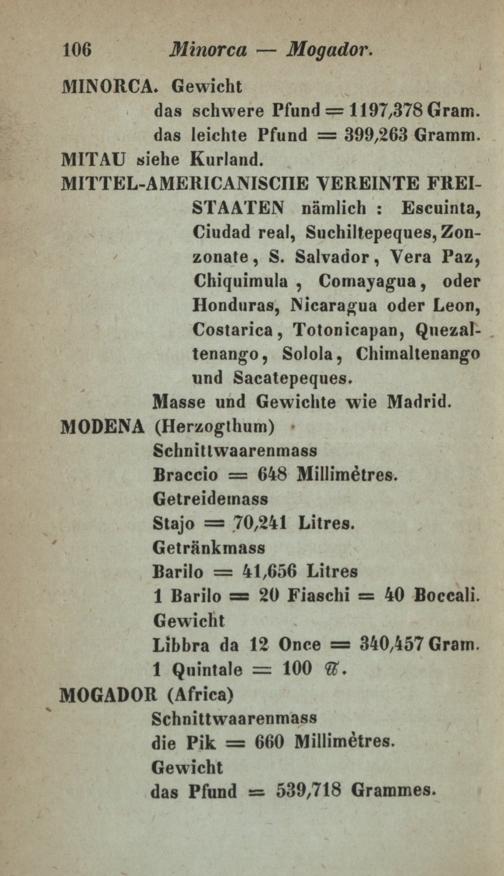 106 Minorca — Mogador.
MINORCA. Gewicht
das schwere Pfund = 1197,378 Gram.
das leichte Pfund = 399,263 Gramm.
MITAU siehe Kurland.
MITTEL-AMERICANISCHE VEREINTE FREI-
STAATEN nämlich : Escuinta,
Ciudad real, Suchiltepeques, Zon-
zonate, S. Salvador, Vera Paz,
Chiquimula , Comayagua, oder
Honduras, Nicaragua oder Leon,
Costarica, Totonicapan, Quezal-
tenango, Solola, Chimaltenango
und Sacatepeques.
Masse und Gewichte wie Madrid.
MODENA (Herzogthum)
Schnittwaarenmass
Braccio = 648 Millimètres.
Getreidemass
Stajo = 70,241 Litres.
Getränkmass
Barilo = 41,656 Litres
1 Barilo = 20 Fiaschi = 40 Boccali.
Gewicht
Libbra da 12 Once = 340,457 Gram.
1 Quintale = 100 ℔.
MOGADOR (Africa)
Schnittwaarenmass
die Pik = 660 Millimètres.
Gewicht
das Pfund = 539,718 Grammes.